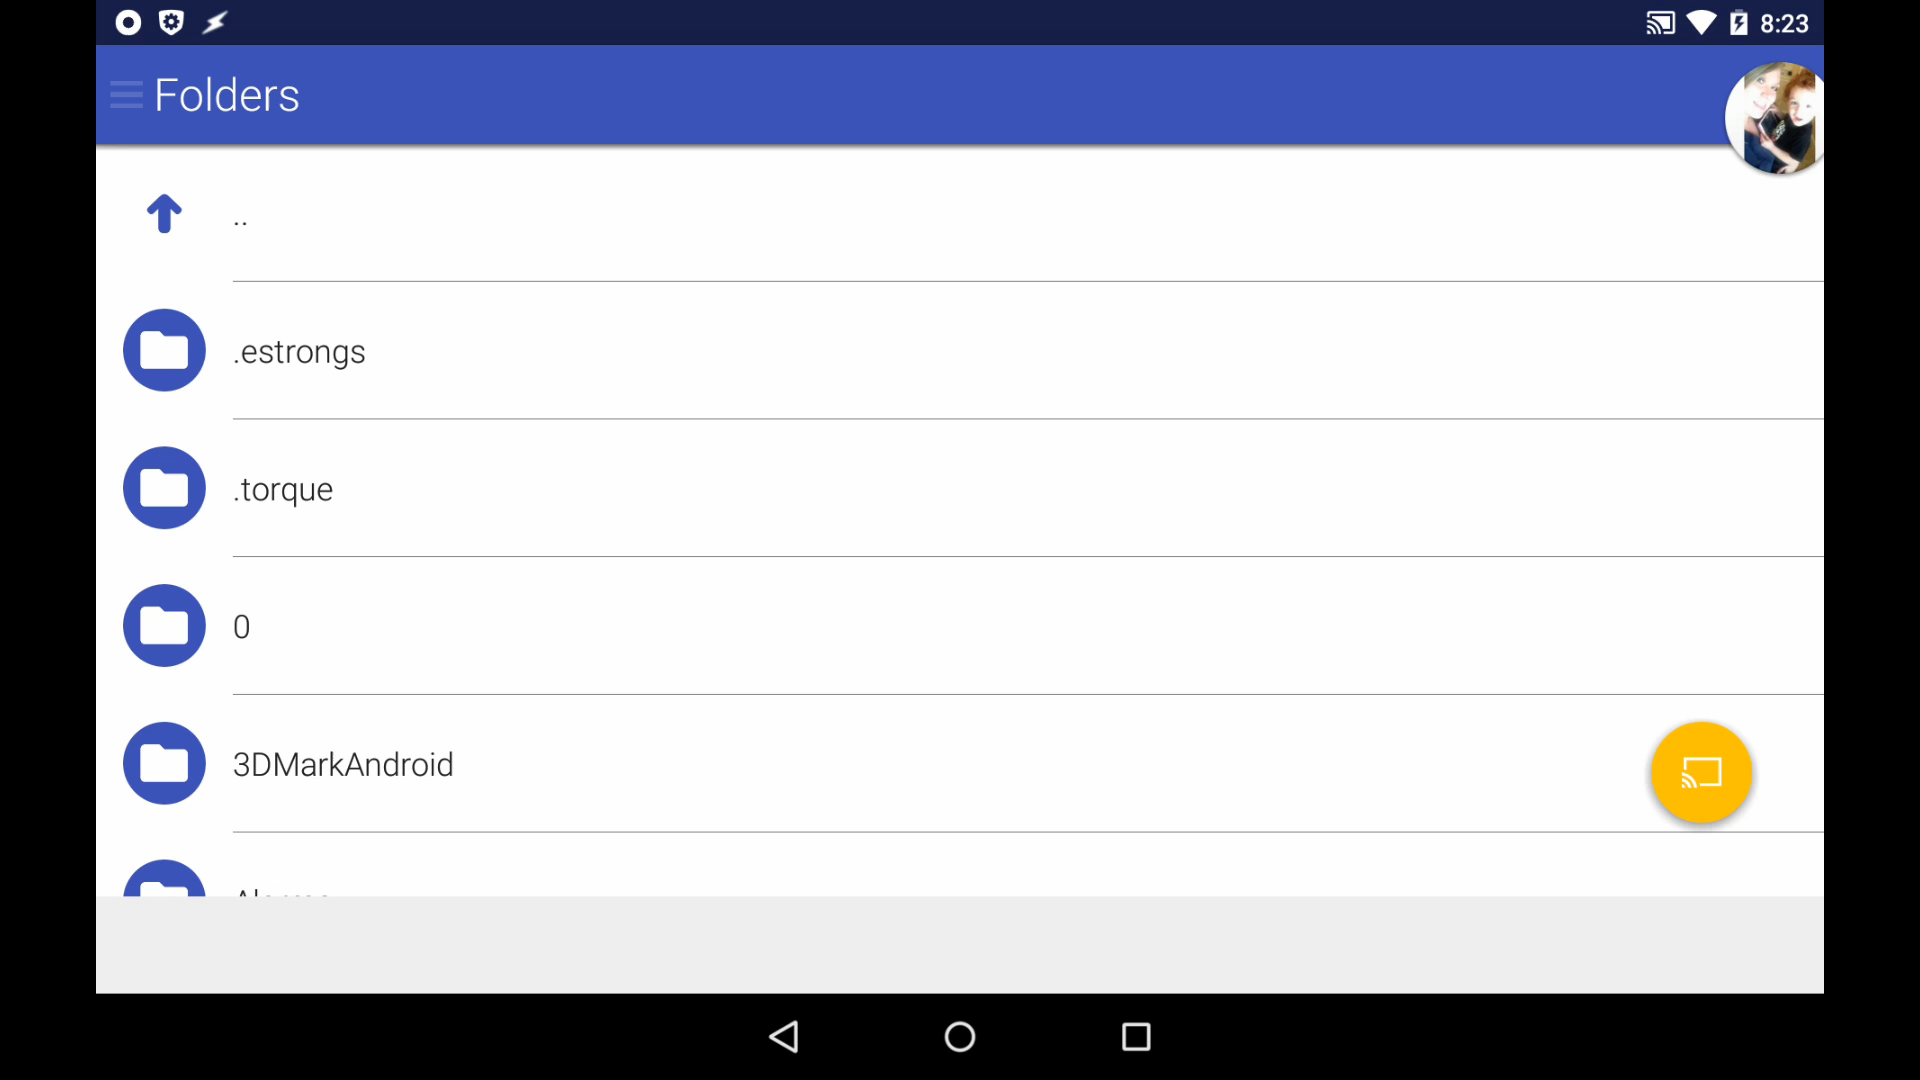 8:23
Folders
..
.estrongs
.torque
0
3DMarkAndroid